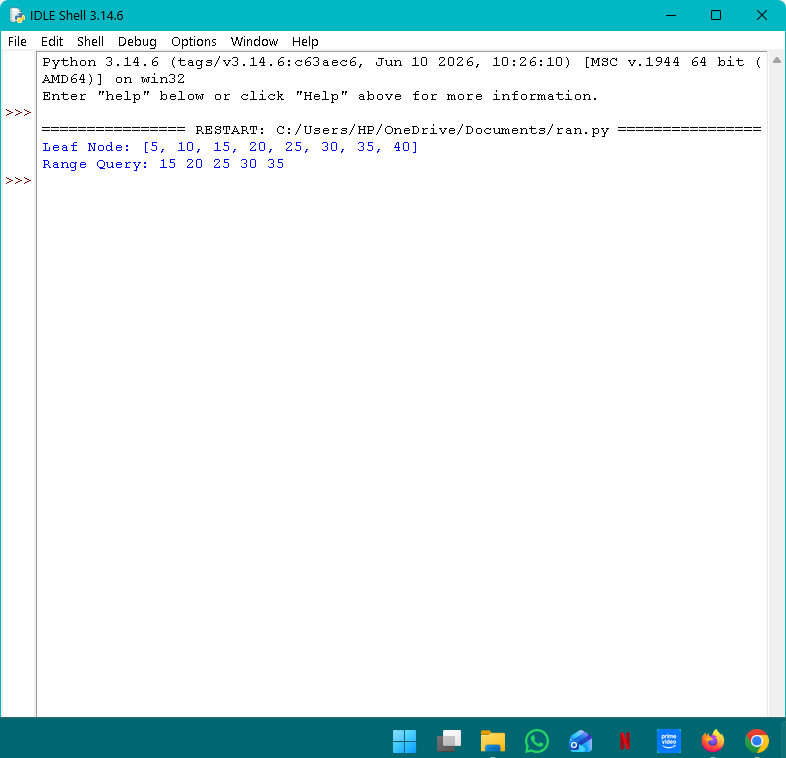 IDLE Shell 3.14.6
File Edit Shell Debug Options Window Help
Python 3.14.6 (tags/v3.14.6:c63aec6, Jun 10 2026, 10:26:10) [MSC v.1944 64 bit (
AMD64)] on win32
Enter "help" below or click "Help" above for more information.
>>>
================ RESTART: C:/Users/HP/OneDrive/Documents/ran.py ================
Leaf Node: [5, 10, 15, 20, 25, 30, 35, 40]
Range Query: 15 20 25 30 35
>>>
prime
video